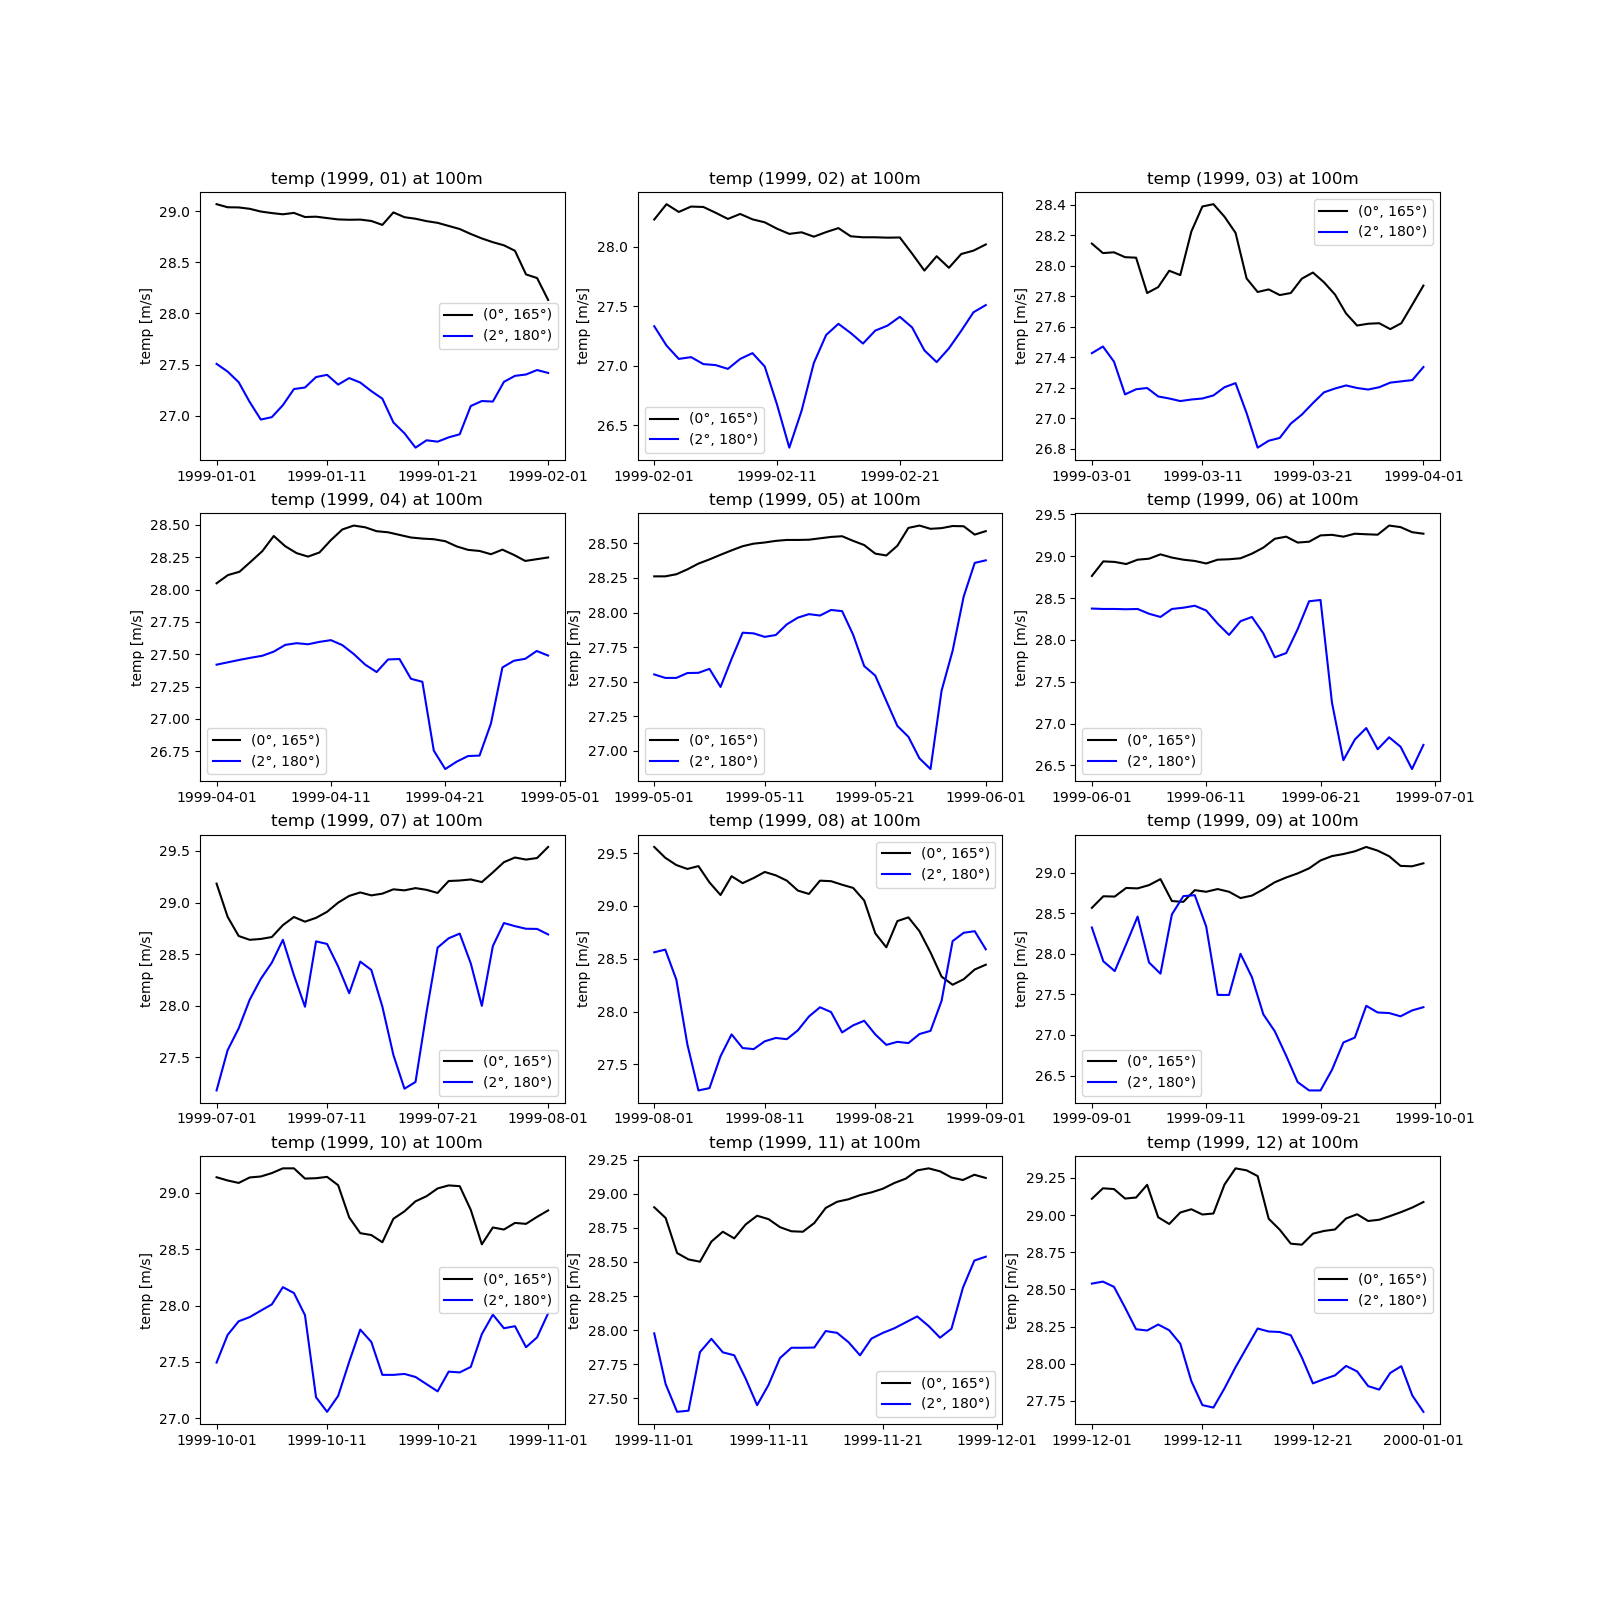 temp (1999, 01) at 100m
temp [m/s]
29.0
28.5
28.0
27.5
27.0
(0°, 165°)
(2°, 180°)
1999-01-01 1999-01-11 1999-01-21 1999-02-01
temp (1999, 02) at 100m
temp [m/s]
28.0
27.5
27.0
26.5
(0°, 165°)
(2°, 180°)
1999-02-01 1999-02-11 1999-02-21
temp (1999, 03) at 100m
temp [m/s]
28.4
28.2
28.0
27.8
27.6
27.4
27.2
27.0
26.8
(0°, 165°)
(2°, 180°)
1999-03-01 1999-03-11 1999-03-21 1999-04-01
temp (1999, 04) at 100m
temp [m/s]
28.50
28.25
28.00
27.75
27.50
27.25
27.00
26.75
(0°, 165°)
(2°, 180°)
1999-04-01 1999-04-11 1999-04-21 1999-05-01
temp (1999, 05) at 100m
temp [m/s]
28.50
28.25
28.00
27.75
27.50
27.25
27.00
(0°, 165°)
(2°, 180°)
1999-05-01 1999-05-11 1999-05-21 1999-06-01
temp (1999, 06) at 100m
temp [m/s]
29.5
29.0
28.5
28.0
27.5
27.0
26.5
(0°, 165°)
(2°, 180°)
1999-06-01 1999-06-11 1999-06-21 1999-07-01
temp (1999, 07) at 100m
temp [m/s]
29.5
29.0
28.5
28.0
27.5
(0°, 165°)
(2°, 180°)
1999-07-01 1999-07-11 1999-07-21 1999-08-01
temp (1999, 08) at 100m
temp [m/s]
29.5
29.0
28.5
28.0
27.5
(0°, 165°)
(2°, 180°)
1999-08-01 1999-08-11 1999-08-21 1999-09-01
temp (1999, 09) at 100m
temp [m/s]
29.0
28.5
28.0
27.5
27.0
26.5
(0°, 165°)
(2°, 180°)
1999-09-01 1999-09-11 1999-09-21 1999-10-01
temp (1999, 10) at 100m
temp [m/s]
29.0
28.5
28.0
27.5
27.0
(0°, 165°)
(2°, 180°)
1999-10-01 1999-10-11 1999-10-21 1999-11-01
temp (1999, 11) at 100m
temp [m/s]
29.25
29.00
28.75
28.50
28.25
28.00
27.75
27.50
(0°, 165°)
(2°, 180°)
1999-11-01 1999-11-11 1999-11-21 1999-12-01
temp (1999, 12) at 100m
temp [m/s]
29.25
29.00
28.75
28.50
28.25
28.00
27.75
(0°, 165°)
(2°, 180°)
1999-12-01 1999-12-11 1999-12-21 2000-01-01